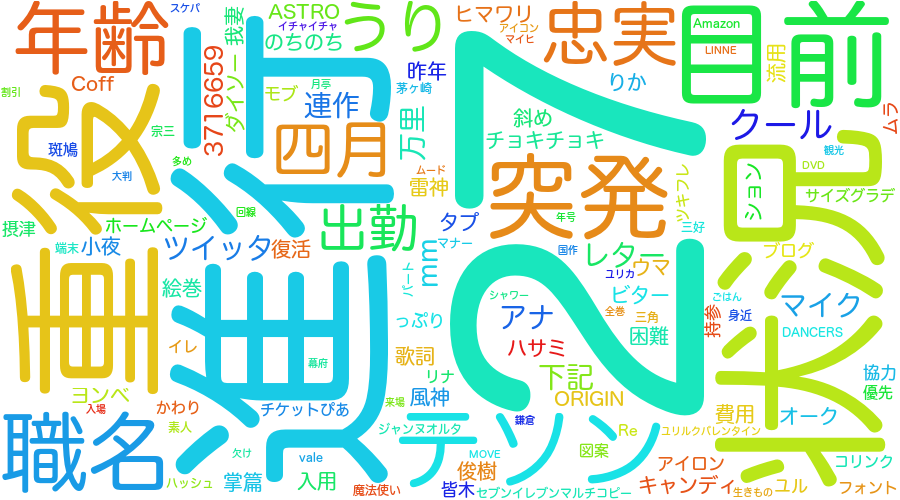 スケパ
ASTRO
うり
ヒマワリ
忠実
目前
年齢
我妻
イチャイチャ
アイコン
マイヒ
Amazon
LINNE
のちのち
Coff
3716659
ダイソー
モブ
月亭
昨年
茅ヶ崎
りか
流用
割引
連作
クール
ムラ
役
進行
27
状況
宗三
四月
万里
斜め
チョキチョキ
斑鳩
多め
ムード
突発
観光
大判
雷神
ツキフレ
DVD
ション
サイズグラデ
摂津
ホームページ
回線
出勤
タプ
年号
三好
端末
小夜
ツイッタ
復活
mm
マナー
国作
レター
ウマ
ブログ
重
パート
ユリカ
絵巻
シャワー
ビター
ごはん
マイク
っぷり
アナ
全巻
三角
持参
身近
イレ
歌詞
ハサミ
困難
DANCERS
幕府
リナ
下記
協力
ヨンペ
入場
かわり
チケットぴあ
来場
風神
ORIGIN
優先
職名
素人
ジャンヌオルタ
テソン
鎌倉
Re
費用
オーク
ユリルクバレンタイン
欠け
vale
MOVE
図案
ハッシュ
掌篇
入用
俊樹
アイロン
コリンク
魔法使い
皆木
セブンイレブンマルチコピー
キャンディ
生きもの
ユル
フォント